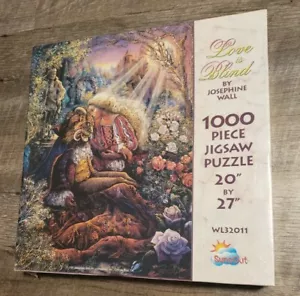 Love is
Blind
BY
JOSEPHINE
WALL
1000
PIECE
JIGSAW
PUZZLE
20"
BY
27"
WL32011
SunsOut